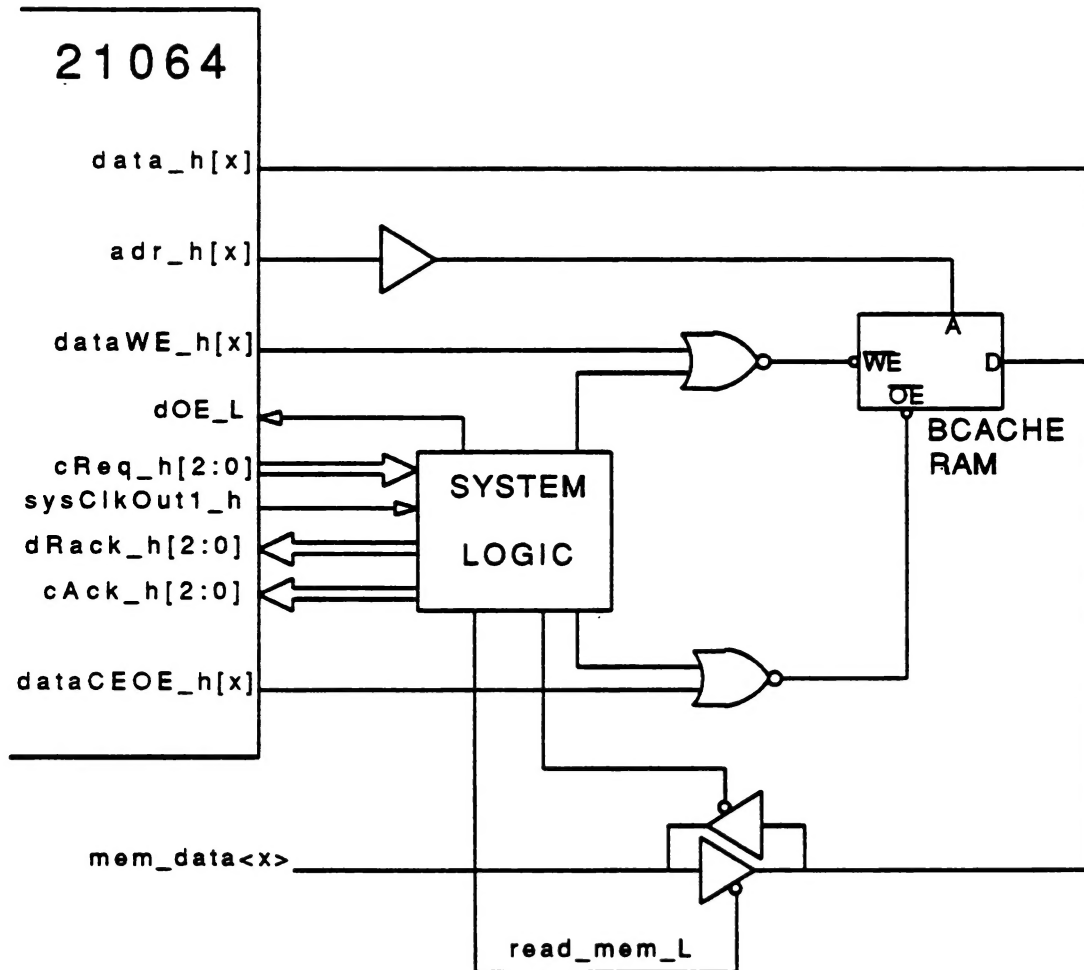 21064
data_h[x]
adr_h[x]
dataWE_h[x]
WE
A
D
OE
dOE_L
BCACHE
RAM
cReq_h[2:0]
SYSTEM
sysClkOut1_h
dRack_h[2:0]
LOGIC
cAck_h[2:0]
dataCEOE_h[x]
mem_data<x>
read_mem_L